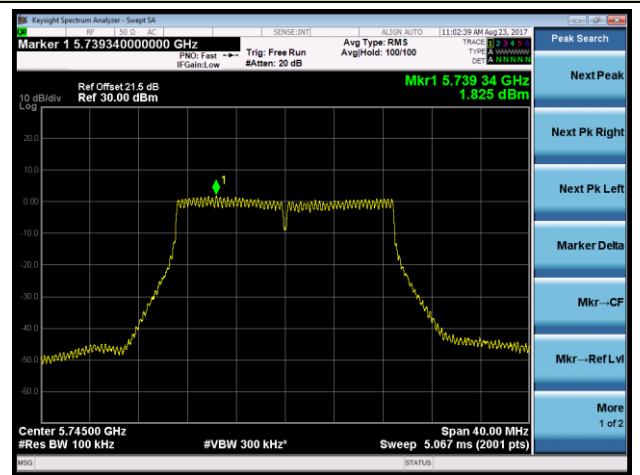 Keysight Spectrum Analyzer - Swept SA
RF 50 Ω AC SENSE:INT ALIGN AUTO 11:02:39 AM Aug 23, 2017
Marker 1 5.739340000000 GHz
PNO: Fast
IFGain:Low
Trig: Free Run
#Atten: 20 dB
Avg Type: RMS
Avg|Hold: 100/100
TRACE 1 2 3 4 5 6
TYPE A WWWWW
DET A N N N N N
Peak Search
Mkr1 5.739 34 GHz
1.825 dBm
Ref Offset 21.5 dB
Ref 30.00 dBm
10 dB/div
Log
20.0
10.0
0.00
-10.0
-20.0
-30.0
-40.0
-50.0
-60.0
1
Next Peak
Next Pk Right
Next Pk Left
Marker Delta
Mkr→CF
Mkr→Ref Lvl
More
1 of 2
Center 5.74500 GHz
#Res BW 100 kHz
#VBW 300 kHz*
Span 40.00 MHz
Sweep 5.067 ms (2001 pts)
MSG
STATUS